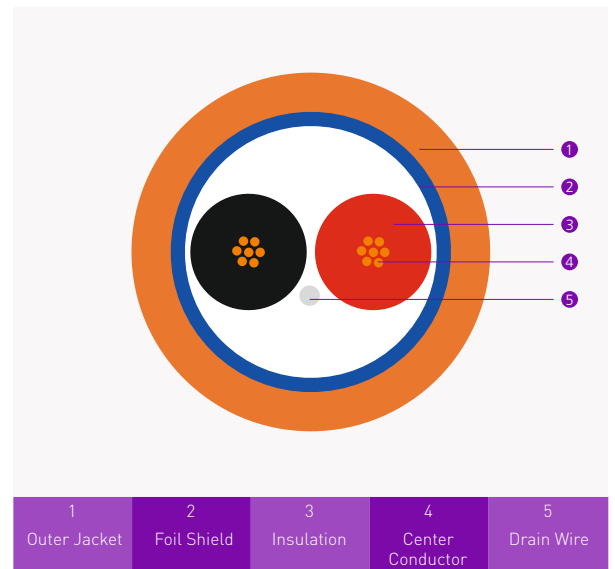 1
2
3
4
5
1
Outer Jacket
2
Foil Shield
3
Insulation
4
Center
Conductor
5
Drain Wire